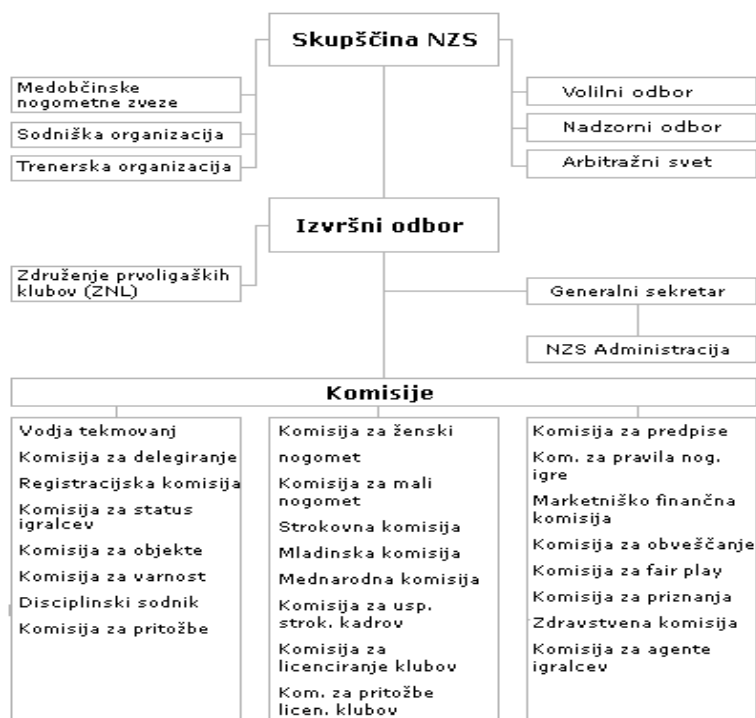 Skupščina NZS
Medobčinske
nogometne zveze
Sodniška organizacija
Trenerska organizacija
Volilni odbor
Nadzorni odbor
Arbitražni svet
Izvršni odbor
Združenje prvoligaških
klubov (ZNL)
Generalni sekretar
NZS Administracija
Komisije
Vodja tekmovanj
Komisija za delegiranje
Registracijska komisija
Komisija za status
igralcev
Komisija za objekte
Komisija za varnost
Disciplinski sodnik
Komisija za pritožbe
Komisija za ženski
nogomet
Komisija za mali
nogomet
Strokovna komisija
Mladinska komisija
Mednarodna komisija
Komisija za usp.
strok. kadrov
Komisija za
licenciranje klubov
Kom. za pritožbe
licen. klubov
Komisija za predpise
Kom. za pravila nog.
igre
Marketniško finančna
komisija
Komisija za obveščanje
Komisija za fair play
Komisija za priznanja
Zdravstvena komisija
Komisija za agente
igralcev